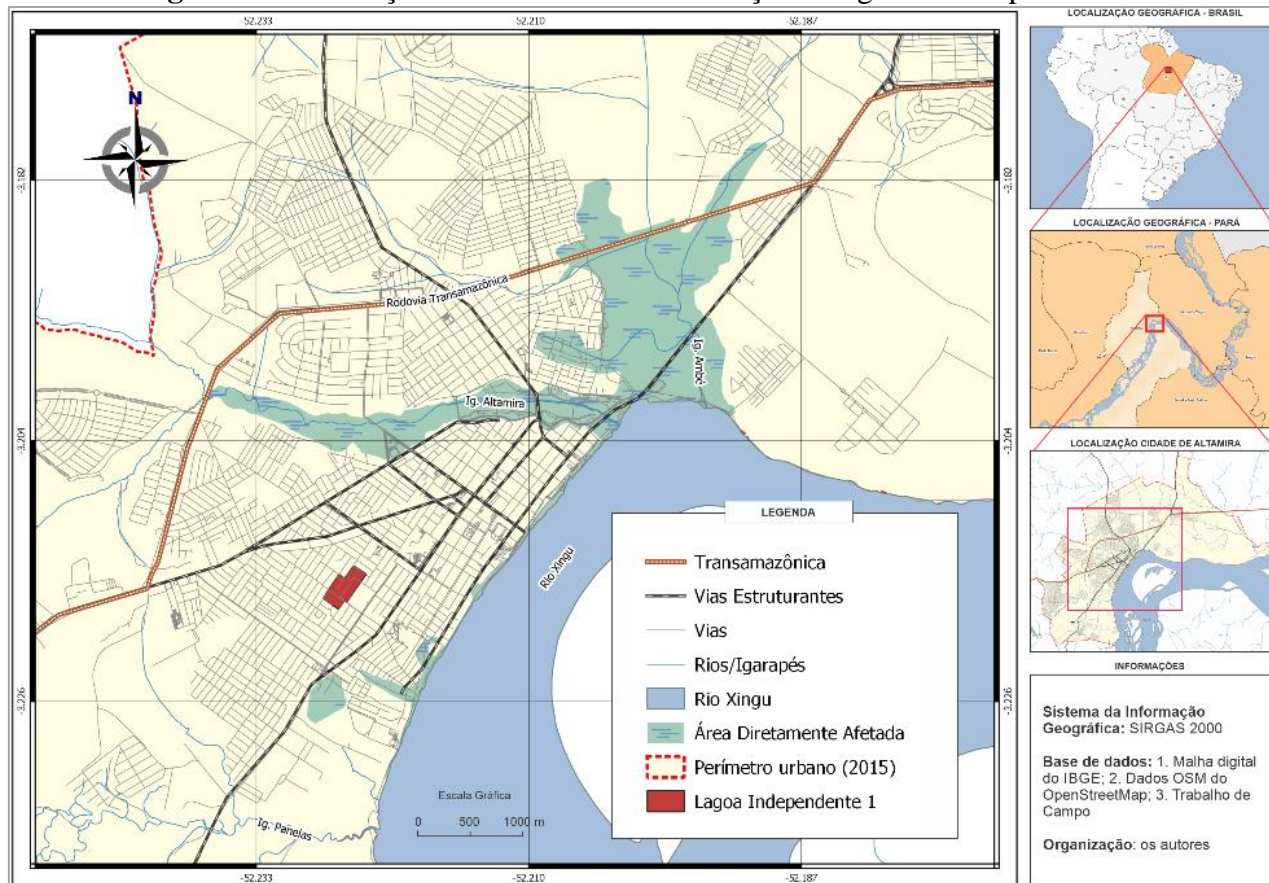 -52.233
-52.210
-52.187
N
-3.182
-3.182
Rodovia Transamazônica
Ig. Ambé
Ig. Altamira
-3.204
-3.204
Rio Xingu
-3.226
-3.226
Ig. Panelas
Escala Gráfica
0 500 1000 m
LEGENDA
Transamazônica
Vias Estruturantes
Vias
Rios/Igarapés
Rio Xingu
Área Diretamente Afetada
Perímetro urbano (2015)
Lagoa Independente 1
-52.233
-52.210
-52.187
LOCALIZAÇÃO GEOGRÁFICA - BRASIL
LOCALIZAÇÃO GEOGRÁFICA - PARÁ
LOCALIZAÇÃO CIDADE DE ALTAMIRA
INFORMAÇÕES
Sistema da Informação
Geográfica: SIRGAS 2000
Base de dados: 1. Malha digital
do IBGE; 2. Dados OSM do
OpenStreetMap; 3. Trabalho de
Campo
Organização: os autores